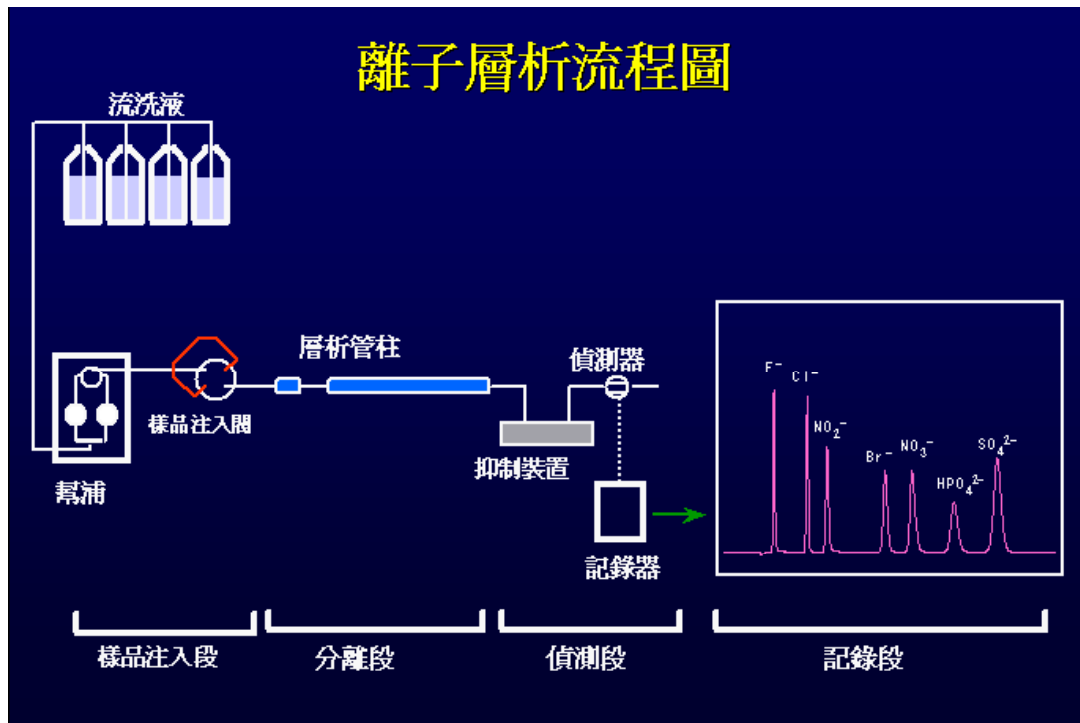 離子層析流程圖
流洗液
層析管柱
偵測器
樣品注入閥
抑制裝置
幫浦
記錄器
F⁻
Cl⁻
NO₂⁻
Br⁻
NO₃⁻
HPO₄²⁻
SO₄²⁻
樣品注入段
分離段
偵測段
記錄段